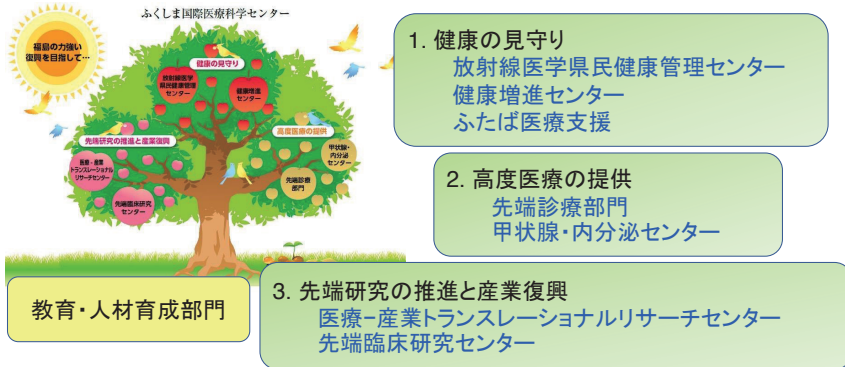 ふくしま国際医療科学センター
福島の力強い
復興を目指して…
健康の見守り
放射線医学
県民健康管理
センター
健康増進
センター
先端研究の推進と産業復興
高度医療の提供
医療・産業
トランスレーショナル
リサーチセンター
先端臨床研究
センター
甲状腺・
内分泌
センター
先端診療
部門
1. 健康の見守り
放射線医学県民健康管理センター
健康増進センター
ふたば医療支援
2. 高度医療の提供
先端診療部門
甲状腺・内分泌センター
教育・人材育成部門
3. 先端研究の推進と産業復興
医療−産業トランスレーショナルリサーチセンター
先端臨床研究センター